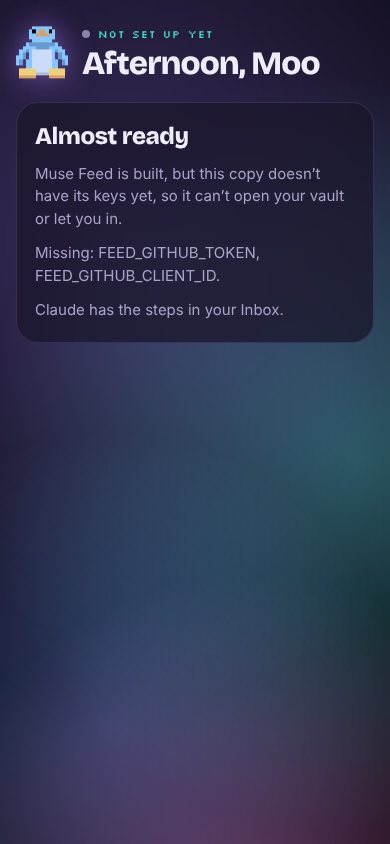 NOT SET UP YET
Afternoon, Moo
Almost ready
Muse Feed is built, but this copy doesn’t
have its keys yet, so it can’t open your vault
or let you in.
Missing: FEED_GITHUB_TOKEN,
FEED_GITHUB_CLIENT_ID.
Claude has the steps in your Inbox.